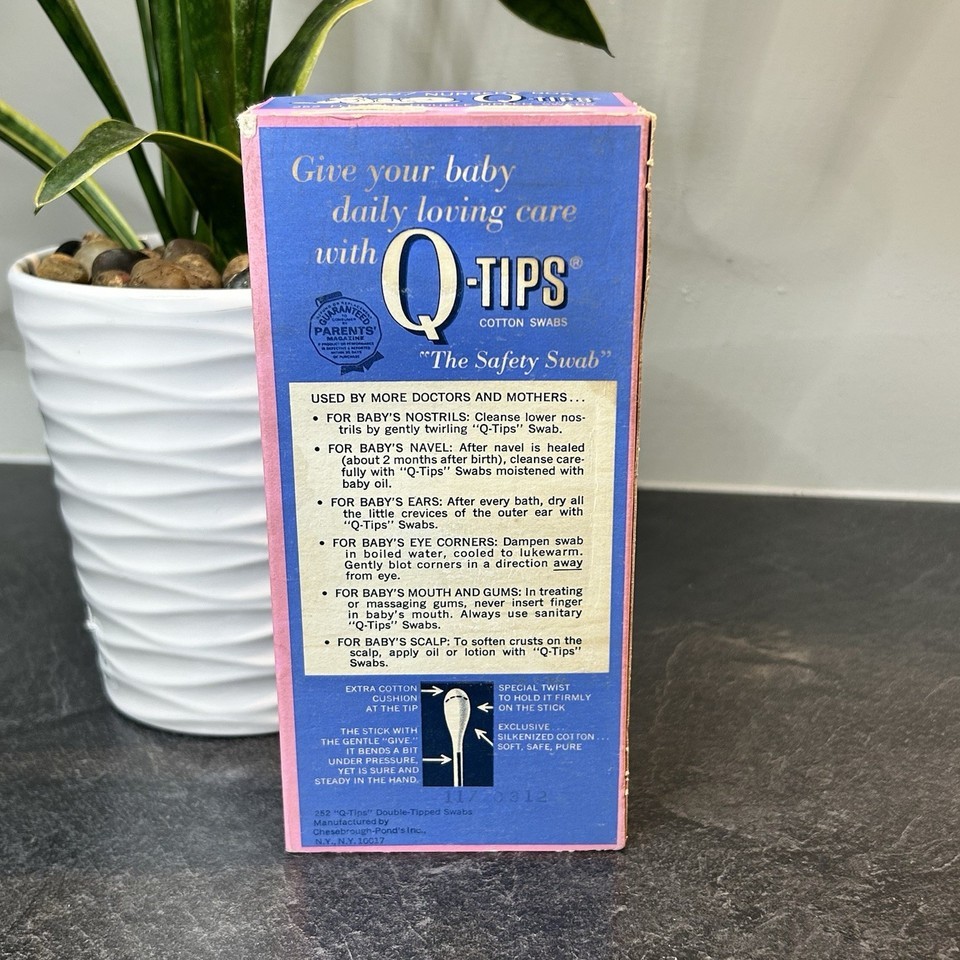 Q-TIPS
Give your baby
daily loving care
with Q-TIPS®
COTTON SWABS
GUARANTEED
PARENTS'
MAGAZINE
"The Safety Swab"
USED BY MORE DOCTORS AND MOTHERS...
• FOR BABY'S NOSTRILS: Cleanse lower nos-
trils by gently twirling "Q-Tips" Swab.
• FOR BABY'S NAVEL: After navel is healed
(about 2 months after birth), cleanse care-
fully with "Q-Tips" Swabs moistened with
baby oil.
• FOR BABY'S EARS: After every bath, dry all
the little crevices of the outer ear with
"Q-Tips" Swabs.
• FOR BABY'S EYE CORNERS: Dampen swab
in boiled water, cooled to lukewarm.
Gently blot corners in a direction away
from eye.
• FOR BABY'S MOUTH AND GUMS: In treating
or massaging gums, never insert finger
in baby's mouth. Always use sanitary
"Q-Tips" Swabs.
• FOR BABY'S SCALP: To soften crusts on the
scalp, apply oil or lotion with "Q-Tips"
Swabs.
EXTRA COTTON
CUSHION
AT THE TIP
SPECIAL TWIST
TO HOLD IT FIRMLY
ON THE STICK
THE STICK WITH
THE GENTLE "GIVE."
IT BENDS A BIT
UNDER PRESSURE,
YET IS SURE AND
STEADY IN THE HAND.
EXCLUSIVE...
SILKENIZED COTTON...
SOFT, SAFE, PURE
252 "Q-Tips" Double-Tipped Swabs
Manufactured by
Chesebrough-Pond's Inc.,
N.Y., N.Y. 10017